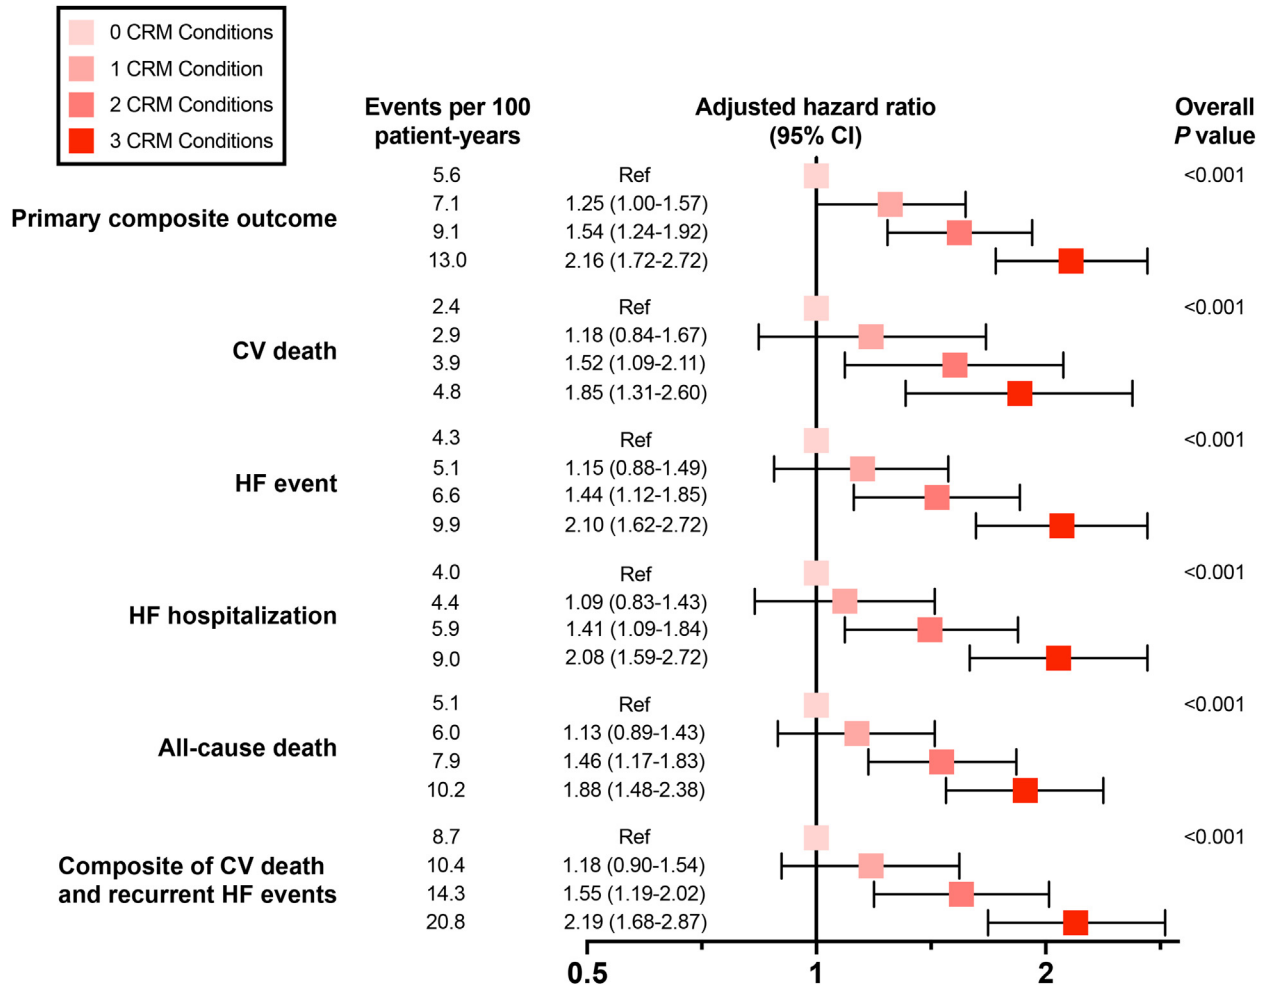 0 CRM Conditions
1 CRM Condition
2 CRM Conditions
3 CRM Conditions
Events per 100
patient-years
Adjusted hazard ratio
(95% CI)
Overall
P value
Primary composite outcome
5.6 Ref <0.001
7.1 1.25 (1.00-1.57)
9.1 1.54 (1.24-1.92)
13.0 2.16 (1.72-2.72)
CV death
2.4 Ref <0.001
2.9 1.18 (0.84-1.67)
3.9 1.52 (1.09-2.11)
4.8 1.85 (1.31-2.60)
HF event
4.3 Ref <0.001
5.1 1.15 (0.88-1.49)
6.6 1.44 (1.12-1.85)
9.9 2.10 (1.62-2.72)
HF hospitalization
4.0 Ref <0.001
4.4 1.09 (0.83-1.43)
5.9 1.41 (1.09-1.84)
9.0 2.08 (1.59-2.72)
All-cause death
5.1 Ref <0.001
6.0 1.13 (0.89-1.43)
7.9 1.46 (1.17-1.83)
10.2 1.88 (1.48-2.38)
Composite of CV death
and recurrent HF events
8.7 Ref <0.001
10.4 1.18 (0.90-1.54)
14.3 1.55 (1.19-2.02)
20.8 2.19 (1.68-2.87)
0.5 1 2